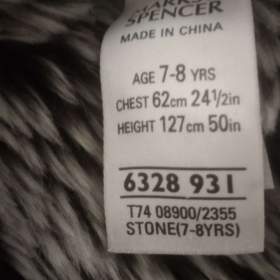 MARKS
SPENCER
MADE IN CHINA
AGE 7-8 YRS
CHEST 62cm 24½in
HEIGHT 127cm 50in
6328 931
T74 08900/2355
STONE(7-8YRS)